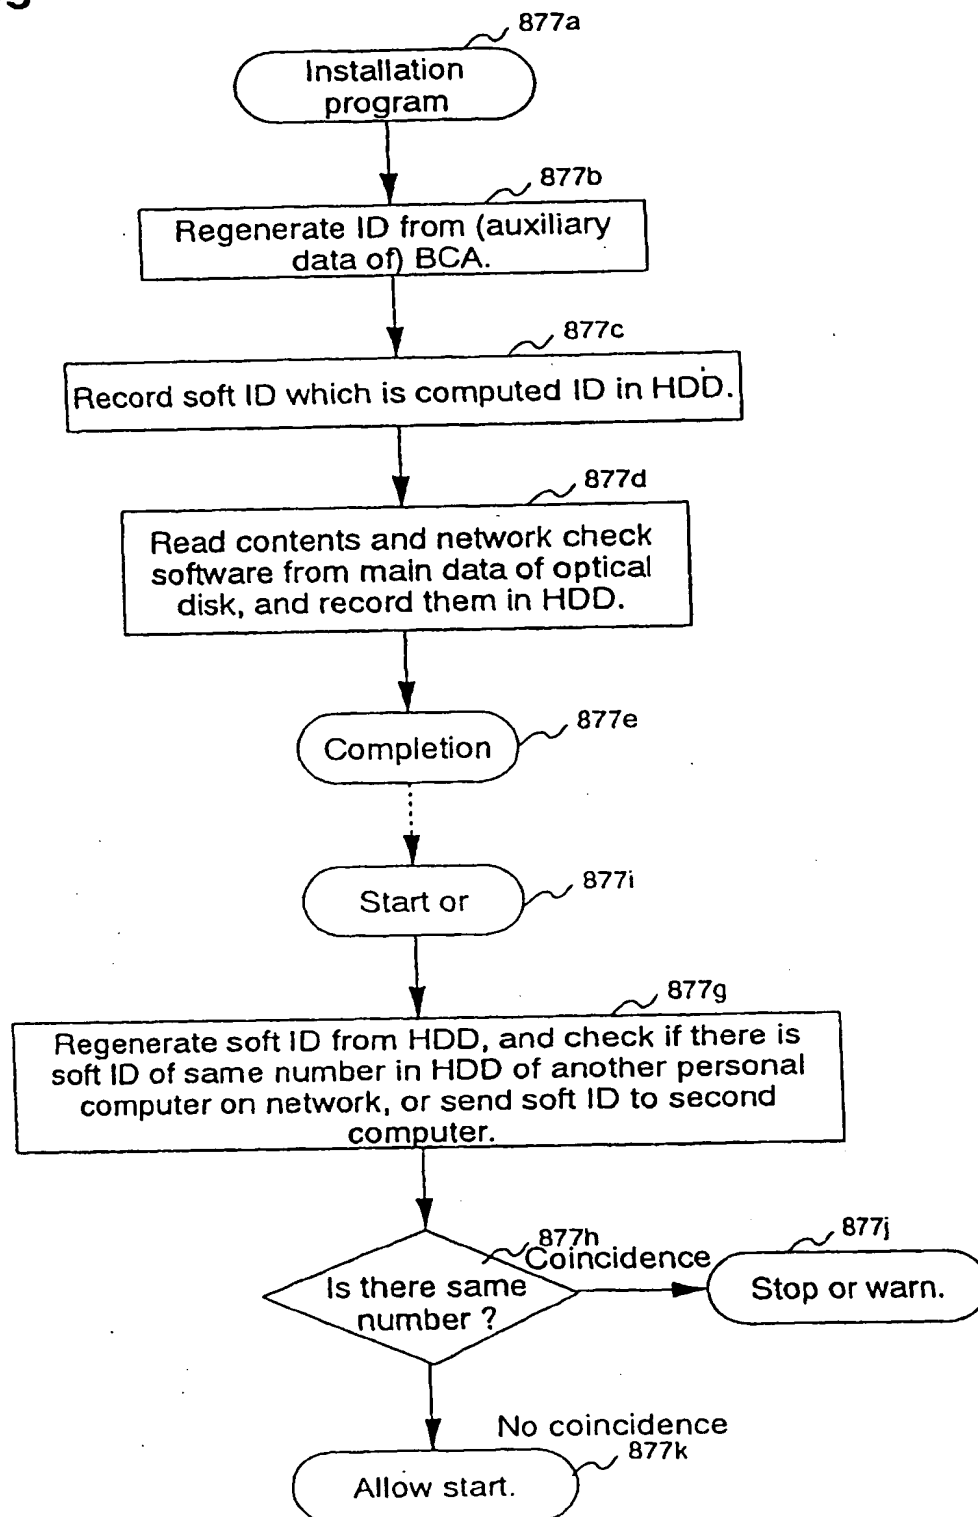 877a
Installation
program
877b
Regenerate ID from (auxiliary
data of) BCA.
877c
Record soft ID which is computed ID in HDD.
877d
Read contents and network check
software from main data of optical
disk, and record them in HDD.
877e
Completion
877i
Start or
877g
Regenerate soft ID from HDD, and check if there is
soft ID of same number in HDD of another personal
computer on network, or send soft ID to second
computer.
877h
Coincidence
877j
Is there same
number ?
Stop or warn.
No coincidence
877k
Allow start.